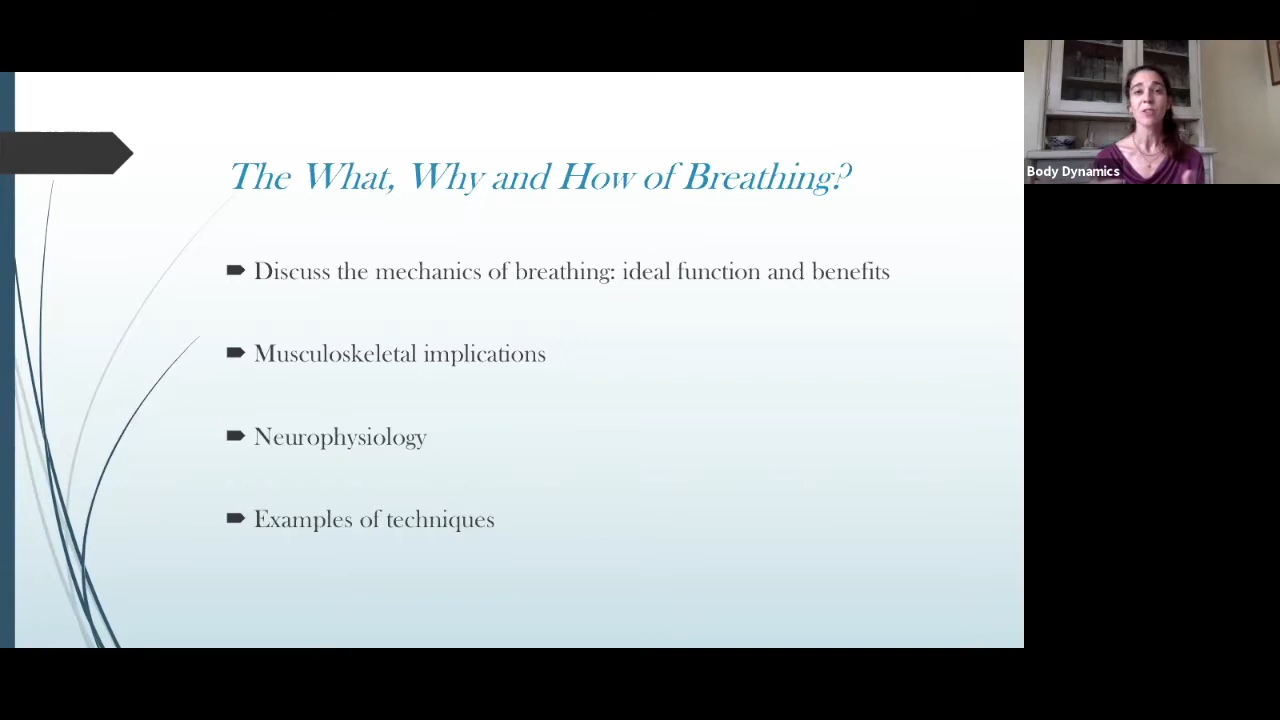 The What, Why and How of Breathing?
Discuss the mechanics of breathing: ideal function and benefits
Musculoskeletal implications
Neurophysiology
Examples of techniques
Body Dynamics